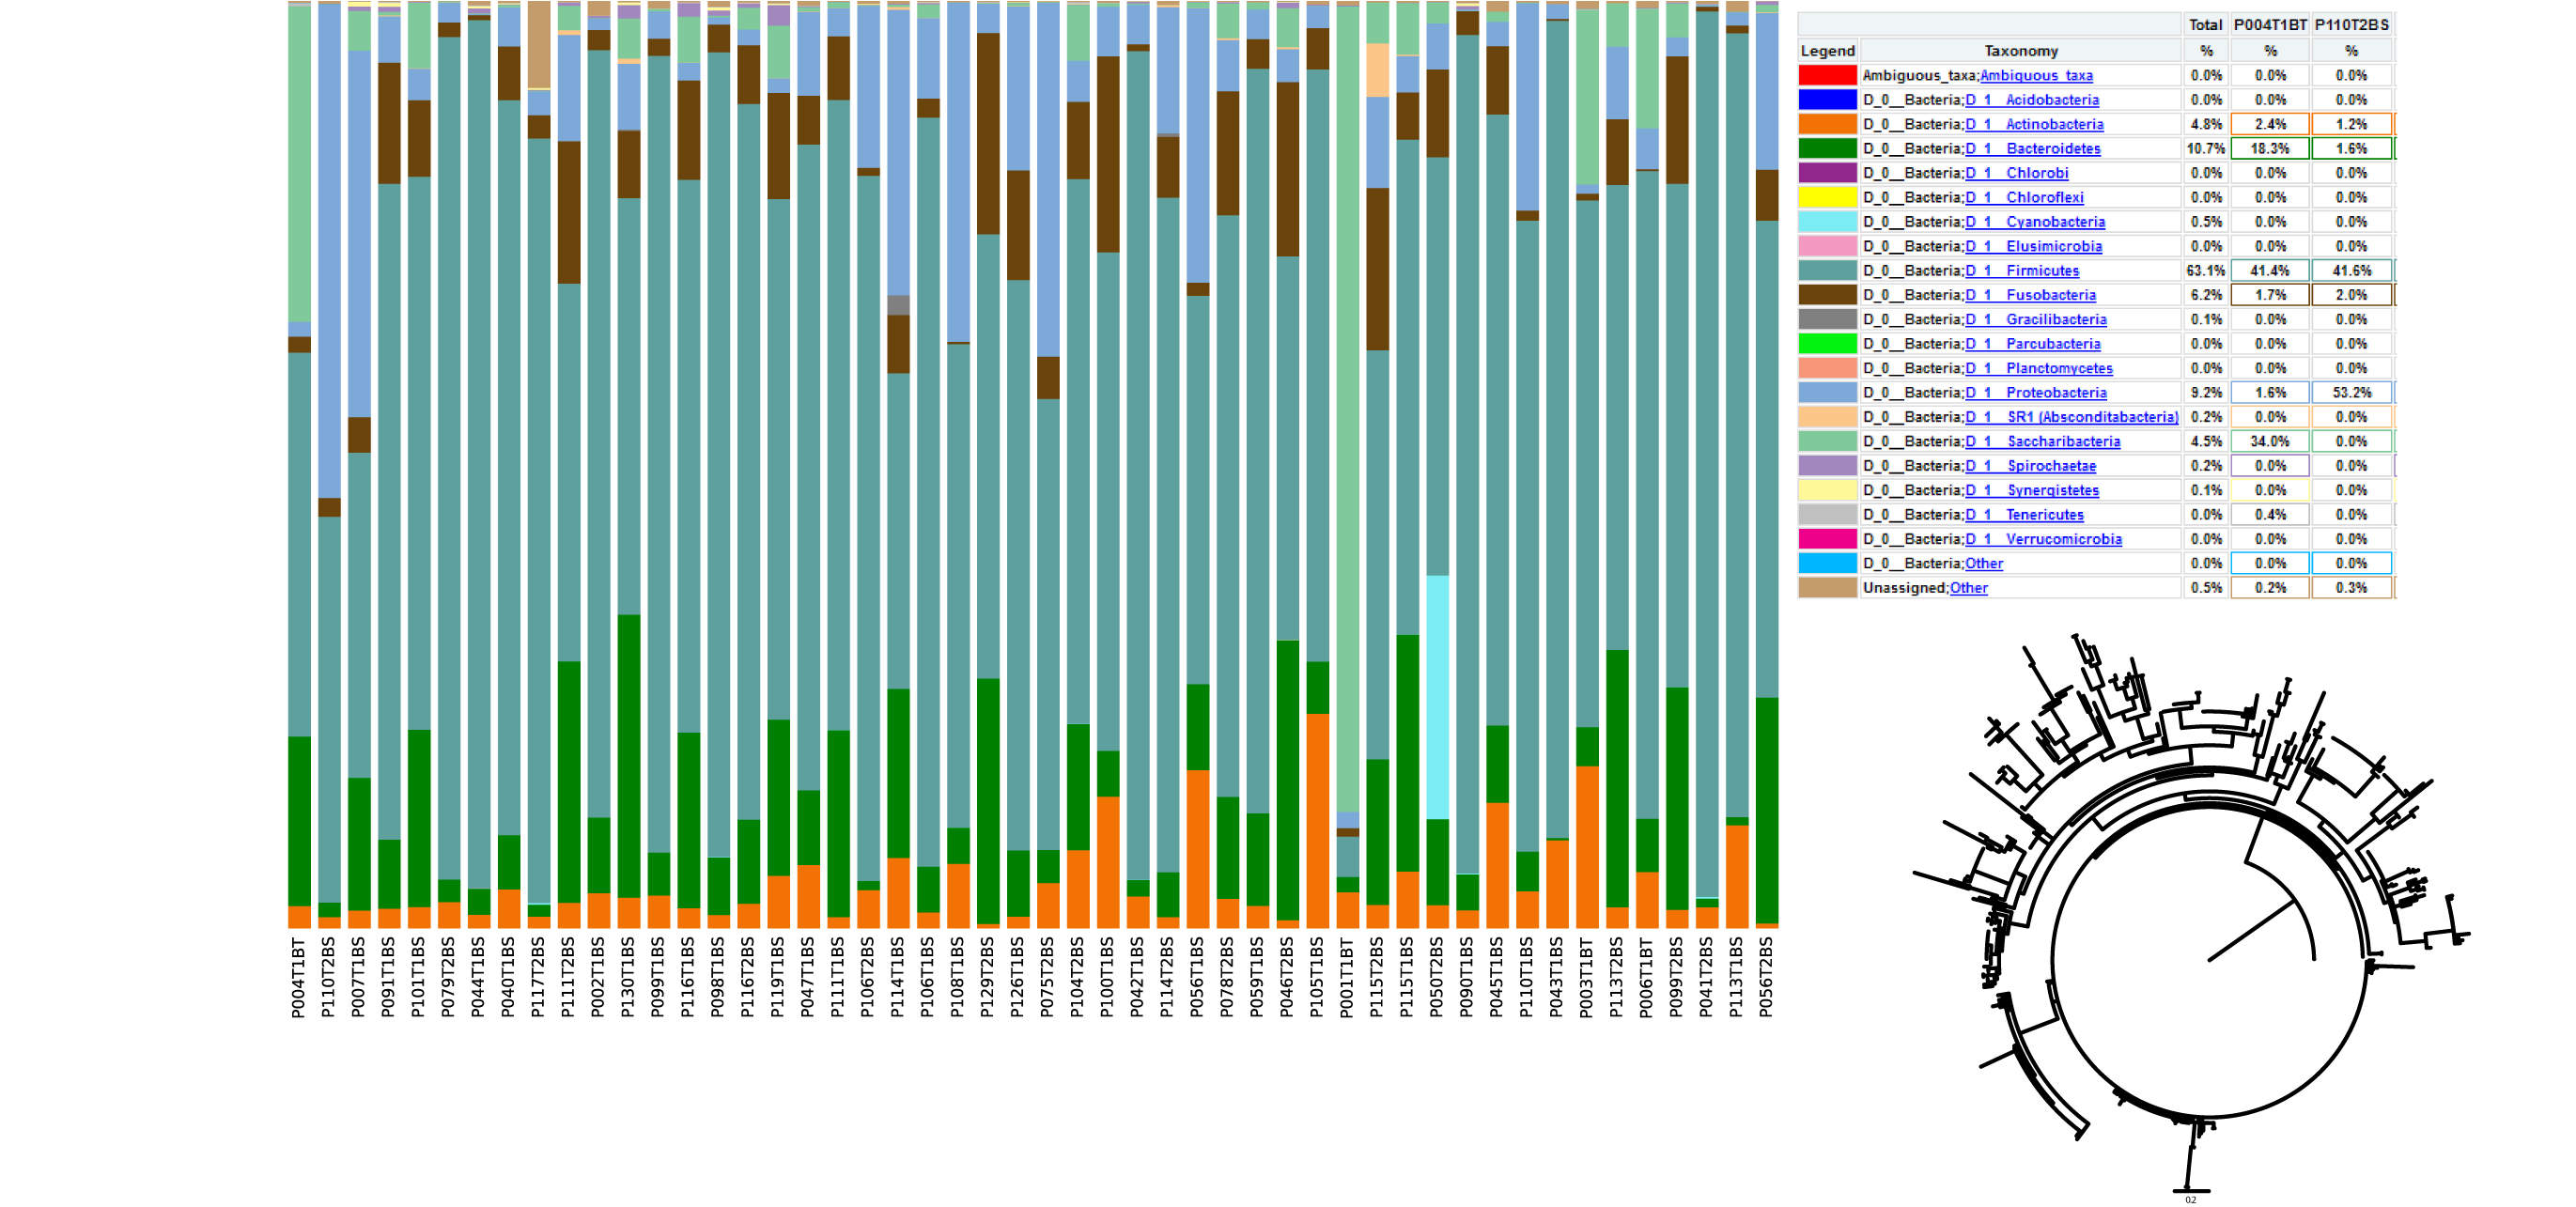 Total P004T1BT P110T2BS
Legend Taxonomy % % %
Ambiguous_taxa;Ambiguous_taxa 0.0% 0.0% 0.0%
D_0__Bacteria;D_1__Acidobacteria 0.0% 0.0% 0.0%
D_0__Bacteria;D_1__Actinobacteria 4.8% 2.4% 1.2%
D_0__Bacteria;D_1__Bacteroidetes 10.7% 18.3% 1.6%
D_0__Bacteria;D_1__Chlorobi 0.0% 0.0% 0.0%
D_0__Bacteria;D_1__Chloroflexi 0.0% 0.0% 0.0%
D_0__Bacteria;D_1__Cyanobacteria 0.5% 0.0% 0.0%
D_0__Bacteria;D_1__Elusimicrobia 0.0% 0.0% 0.0%
D_0__Bacteria;D_1__Firmicutes 63.1% 41.4% 41.6%
D_0__Bacteria;D_1__Fusobacteria 6.2% 1.7% 2.0%
D_0__Bacteria;D_1__Gracilibacteria 0.1% 0.0% 0.0%
D_0__Bacteria;D_1__Parcubacteria 0.0% 0.0% 0.0%
D_0__Bacteria;D_1__Planctomycetes 0.0% 0.0% 0.0%
D_0__Bacteria;D_1__Proteobacteria 9.2% 1.6% 53.2%
D_0__Bacteria;D_1__SR1 (Absconditabacteria) 0.2% 0.0% 0.0%
D_0__Bacteria;D_1__Saccharibacteria 4.5% 34.0% 0.0%
D_0__Bacteria;D_1__Spirochaetae 0.2% 0.0% 0.0%
D_0__Bacteria;D_1__Synergistetes 0.1% 0.0% 0.0%
D_0__Bacteria;D_1__Tenericutes 0.0% 0.4% 0.0%
D_0__Bacteria;D_1__Verrucomicrobia 0.0% 0.0% 0.0%
D_0__Bacteria;Other 0.0% 0.0% 0.0%
Unassigned;Other 0.5% 0.2% 0.3%
P004T1BT
P110T2BS
P007T1BS
P091T1BS
P101T1BS
P079T2BS
P044T1BS
P040T1BS
P117T2BS
P111T2BS
P002T1BS
P130T1BS
P099T1BS
P116T1BS
P098T1BS
P116T2BS
P119T1BS
P047T1BS
P111T1BS
P106T2BS
P114T1BS
P106T1BS
P108T1BS
P129T2BS
P126T1BS
P075T2BS
P104T2BS
P100T1BS
P042T1BS
P114T2BS
P056T1BS
P078T2BS
P059T1BS
P046T2BS
P105T1BS
P001T1BT
P115T2BS
P115T1BS
P050T2BS
P090T1BS
P045T1BS
P110T1BS
P043T1BS
P003T1BT
P113T2BS
P006T1BT
P099T2BS
P041T2BS
P113T1BS
P056T2BS
0.2